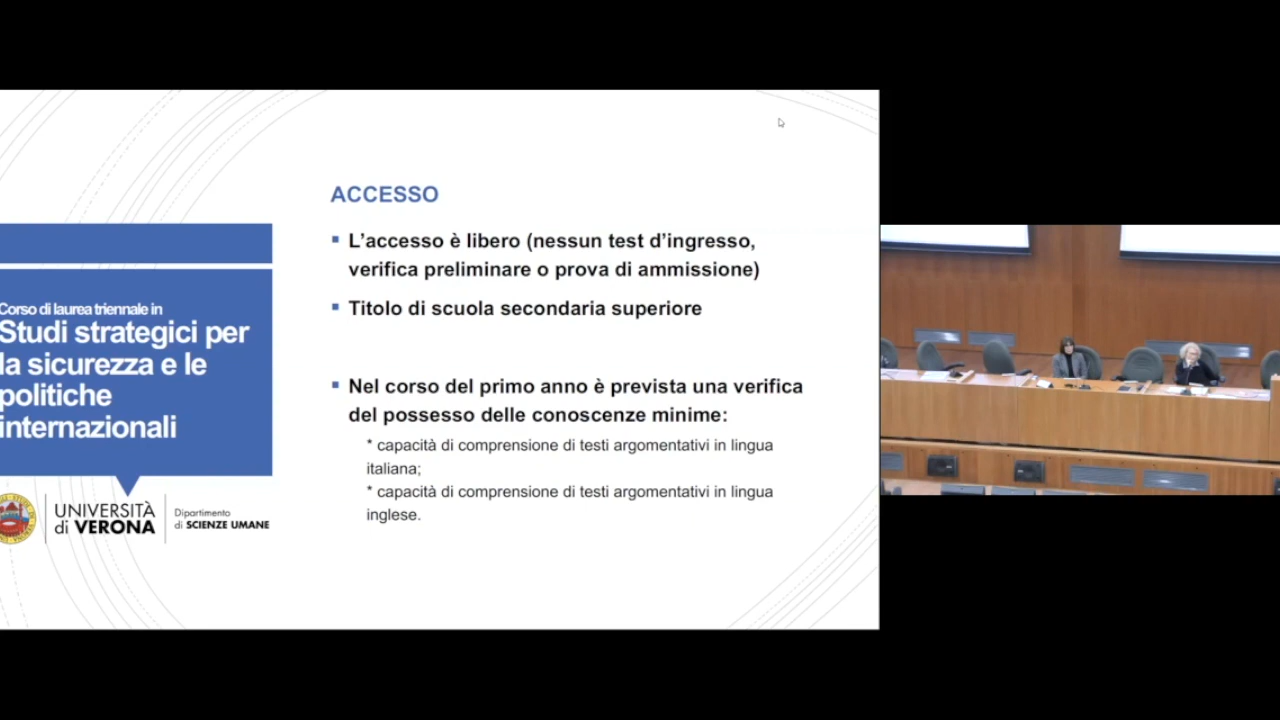 ACCESSO
▪ L’accesso è libero (nessun test d’ingresso,
verifica preliminare o prova di ammissione)
▪ Titolo di scuola secondaria superiore
▪ Nel corso del primo anno è prevista una verifica
del possesso delle conoscenze minime:
* capacità di comprensione di testi argomentativi in lingua
italiana;
* capacità di comprensione di testi argomentativi in lingua
inglese.
Corso di laurea triennale in
Studi strategici per
la sicurezza e le
politiche
internazionali
UNIVERSITÀ
di VERONA
Dipartimento
di SCIENZE UMANE